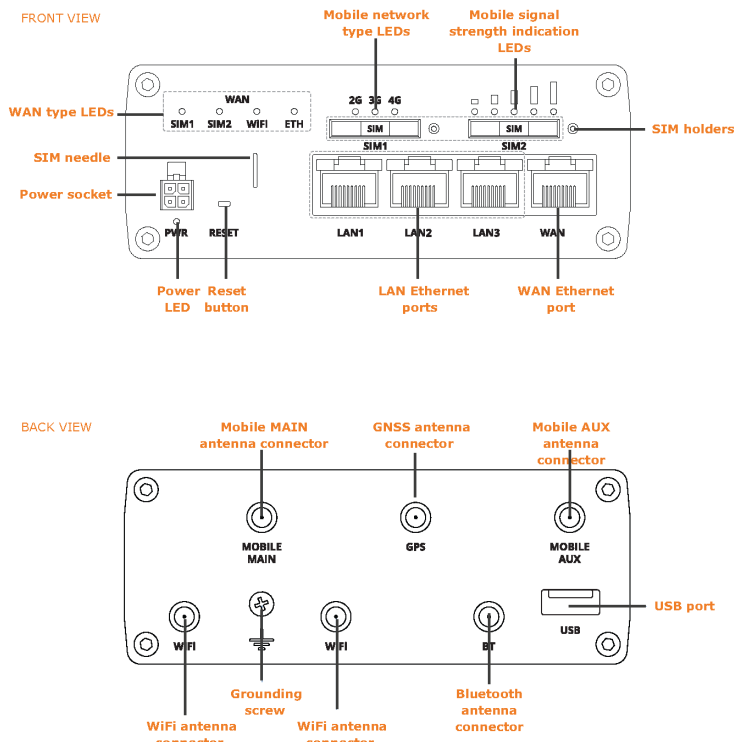 FRONT VIEW
Mobile network
type LEDs
Mobile signal
strength indication
LEDs
WAN type LEDs
WAN
SIM1 SIM2 WiFi ETH
2G 3G 4G
SIM
SIM1
SIM
SIM2
SIM holders
SIM needle
Power socket
PWR
RESET
LAN1
LAN2
LAN3
WAN
Power
LED
Reset
button
LAN Ethernet
ports
WAN Ethernet
port
BACK VIEW
Mobile MAIN
antenna connector
GNSS antenna
connector
Mobile AUX
antenna
connector
MOBILE
MAIN
GPS
MOBILE
AUX
USB port
USB
WiFi
WiFi
BT
Grounding
screw
Bluetooth
antenna
connector
WiFi antenna
connector
WiFi antenna
connector